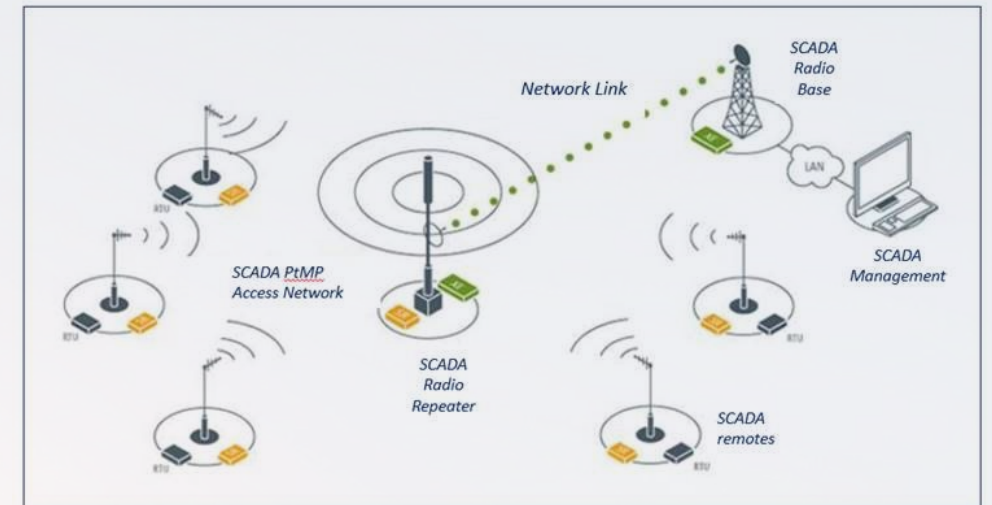 SCADA
Radio
Base
Network Link
LAN
RTU
SCADA
Management
SCADA PtMP
Access Network
RTU
RTU
SCADA
Radio
Repeater
SCADA
remotes
RTU
RTU